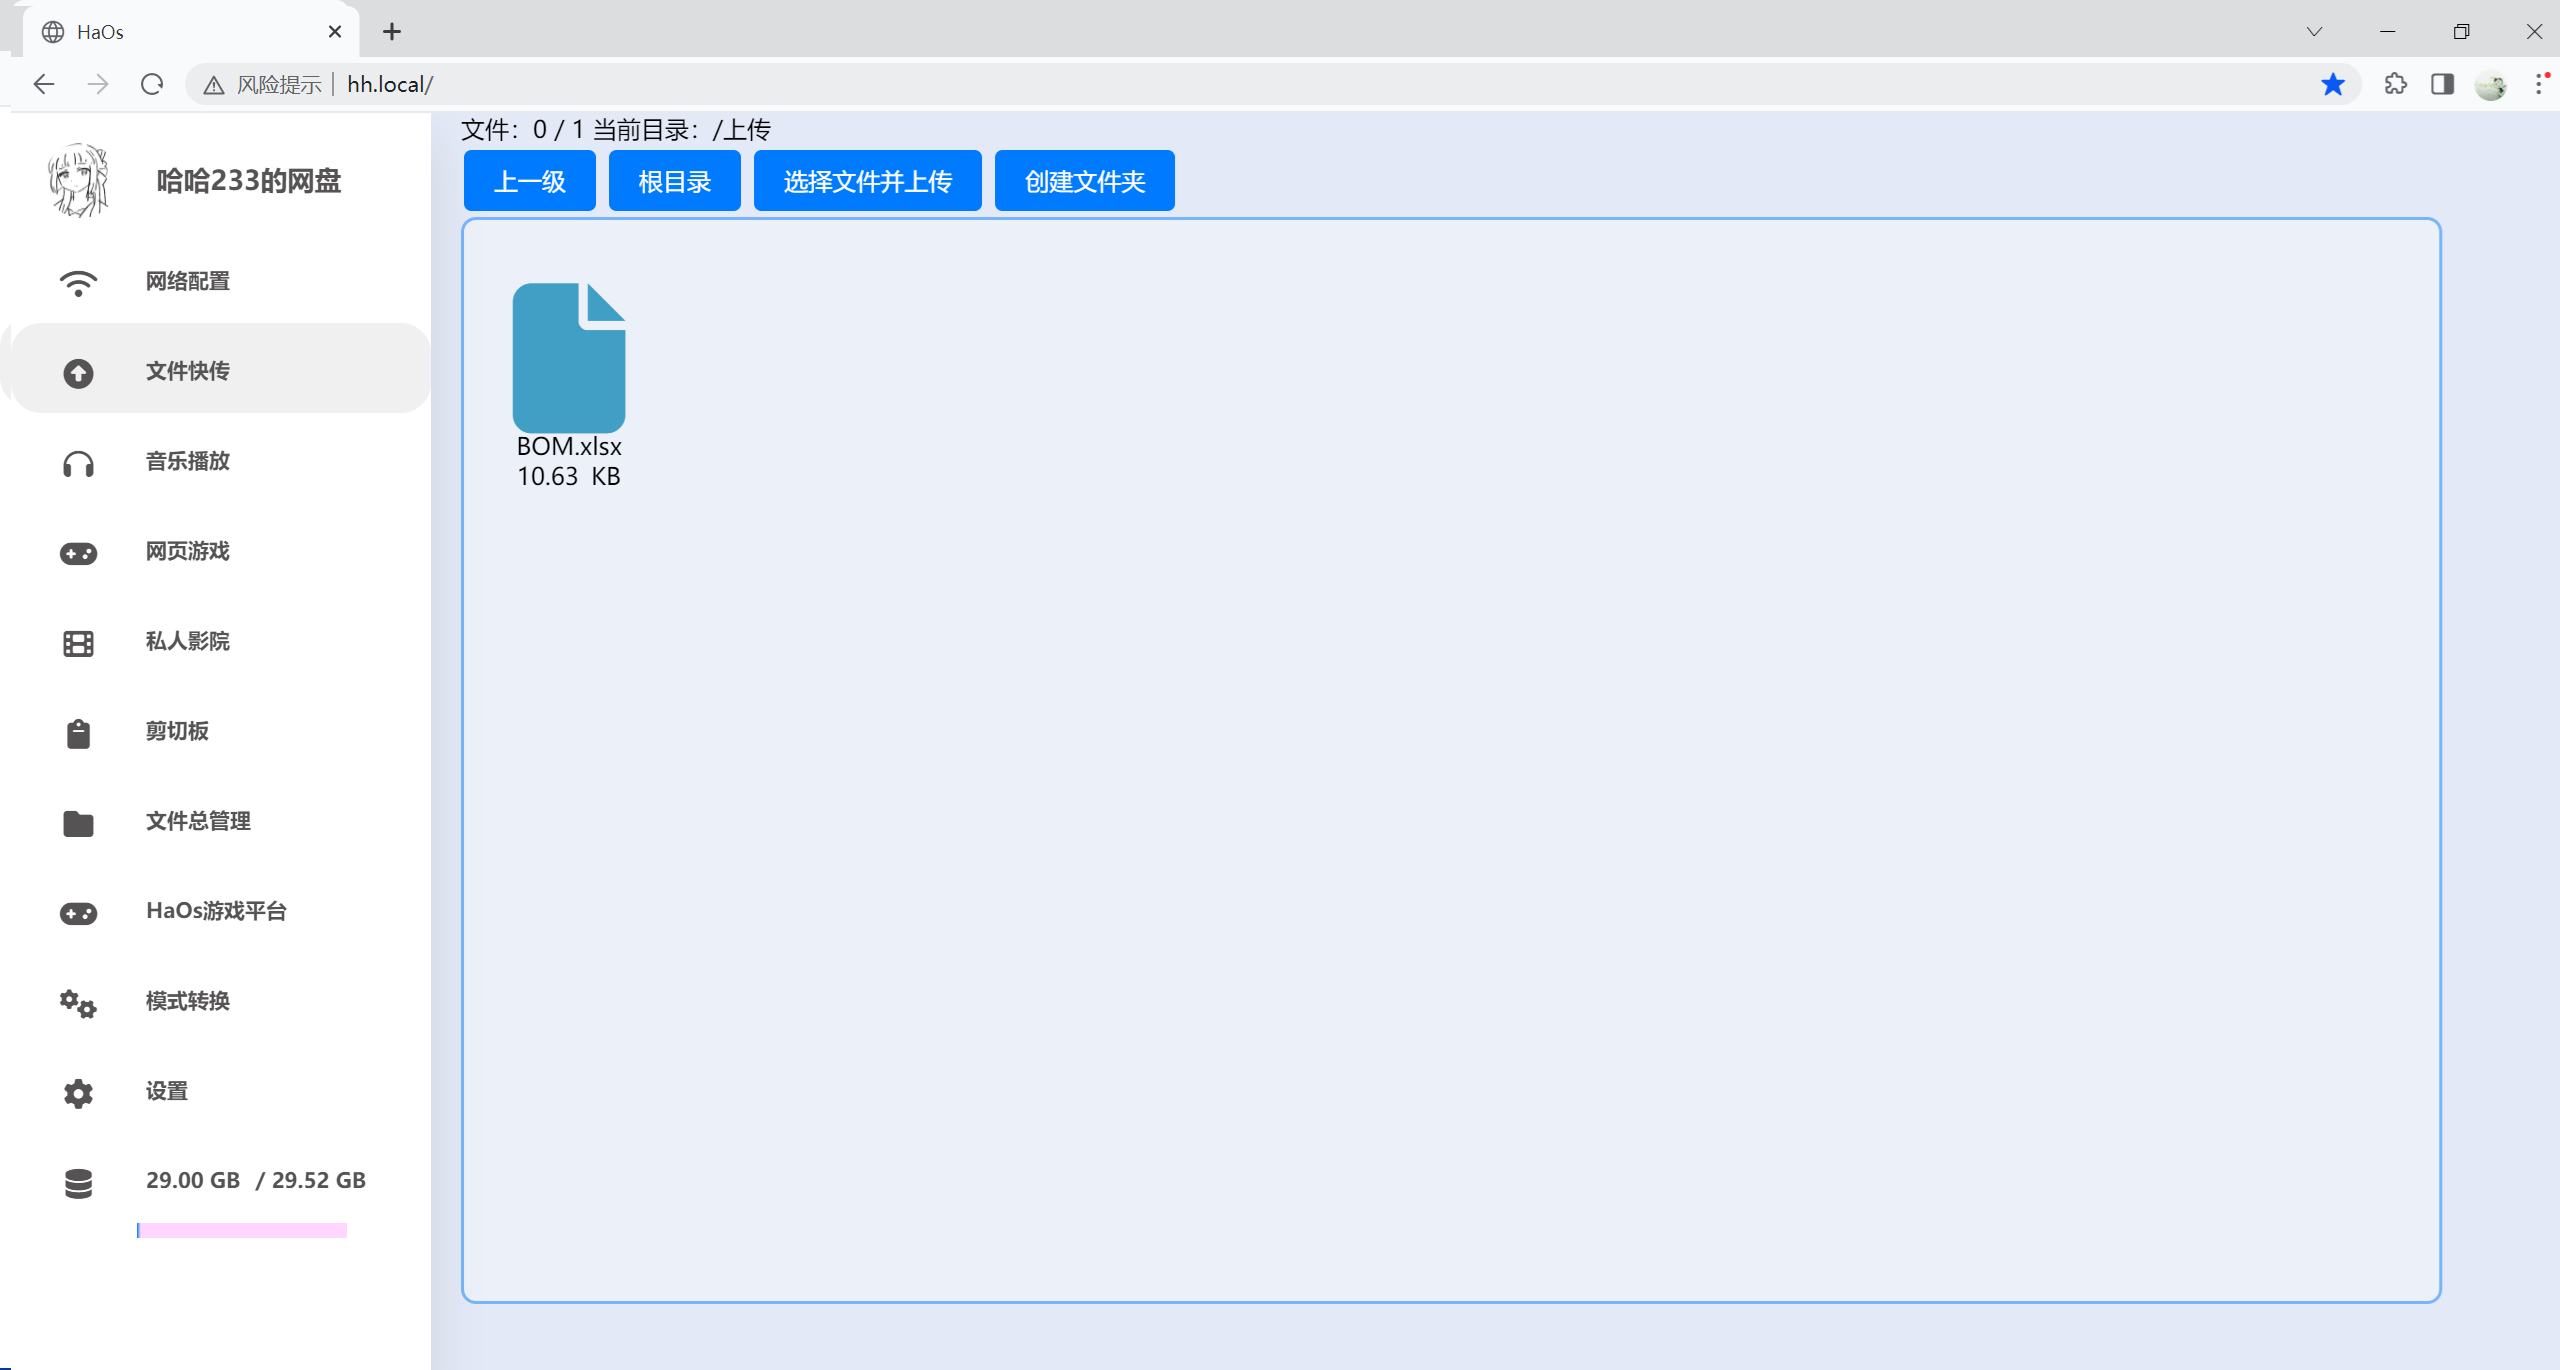 HaOs
风险提示 hh.local/
哈哈233的网盘
网络配置
文件快传
音乐播放
网页游戏
私人影院
剪切板
文件总管理
HaOs游戏平台
模式转换
设置
29.00 GB / 29.52 GB
文件：0 / 1 当前目录：/上传
上一级 根目录 选择文件并上传 创建文件夹
BOM.xlsx
10.63 KB